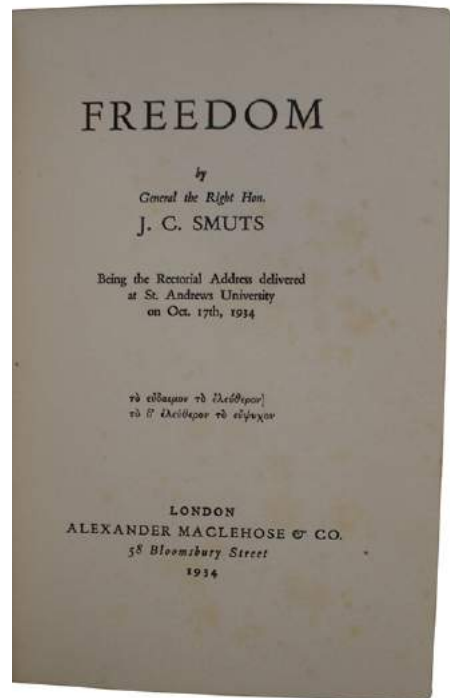 FREEDOM
by
General the Right Hon.
J. C. SMUTS
Being the Rectorial Address delivered
at St. Andrews University
on Oct. 17th, 1934
τὸ εὔδαιμον τὸ ἐλεύθερον]
τὸ δ' ἐλεύθερον τὸ εὔψυχον
LONDON
ALEXANDER MACLEHOSE & CO.
58 Bloomsbury Street
1934